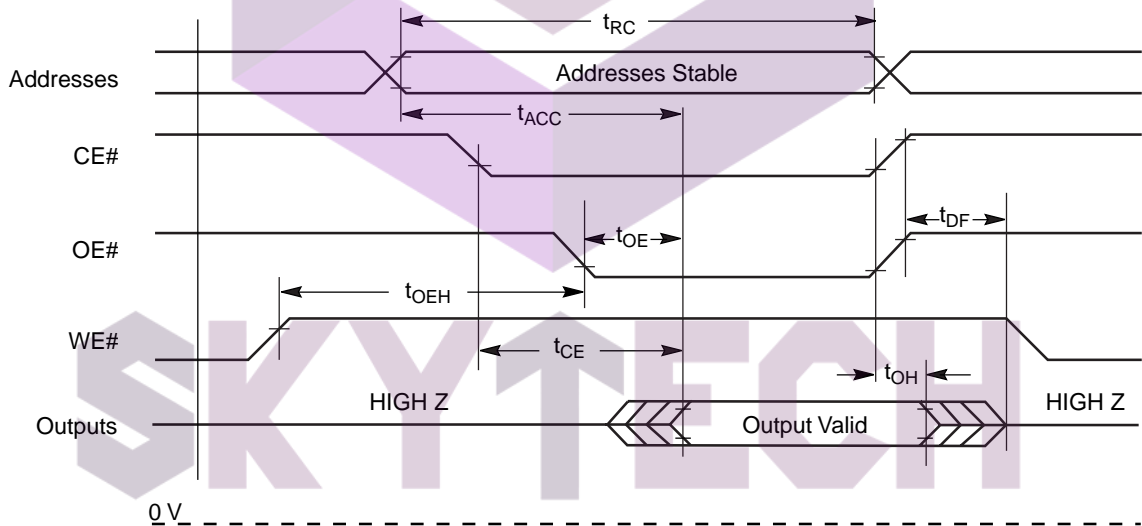 tRC
Addresses
Addresses Stable
tACC
CE#
tDF
OE#
tOE
tOEH
WE#
tCE
tOH
HIGH Z
HIGH Z
Outputs
Output Valid
0 V
SKYTECH